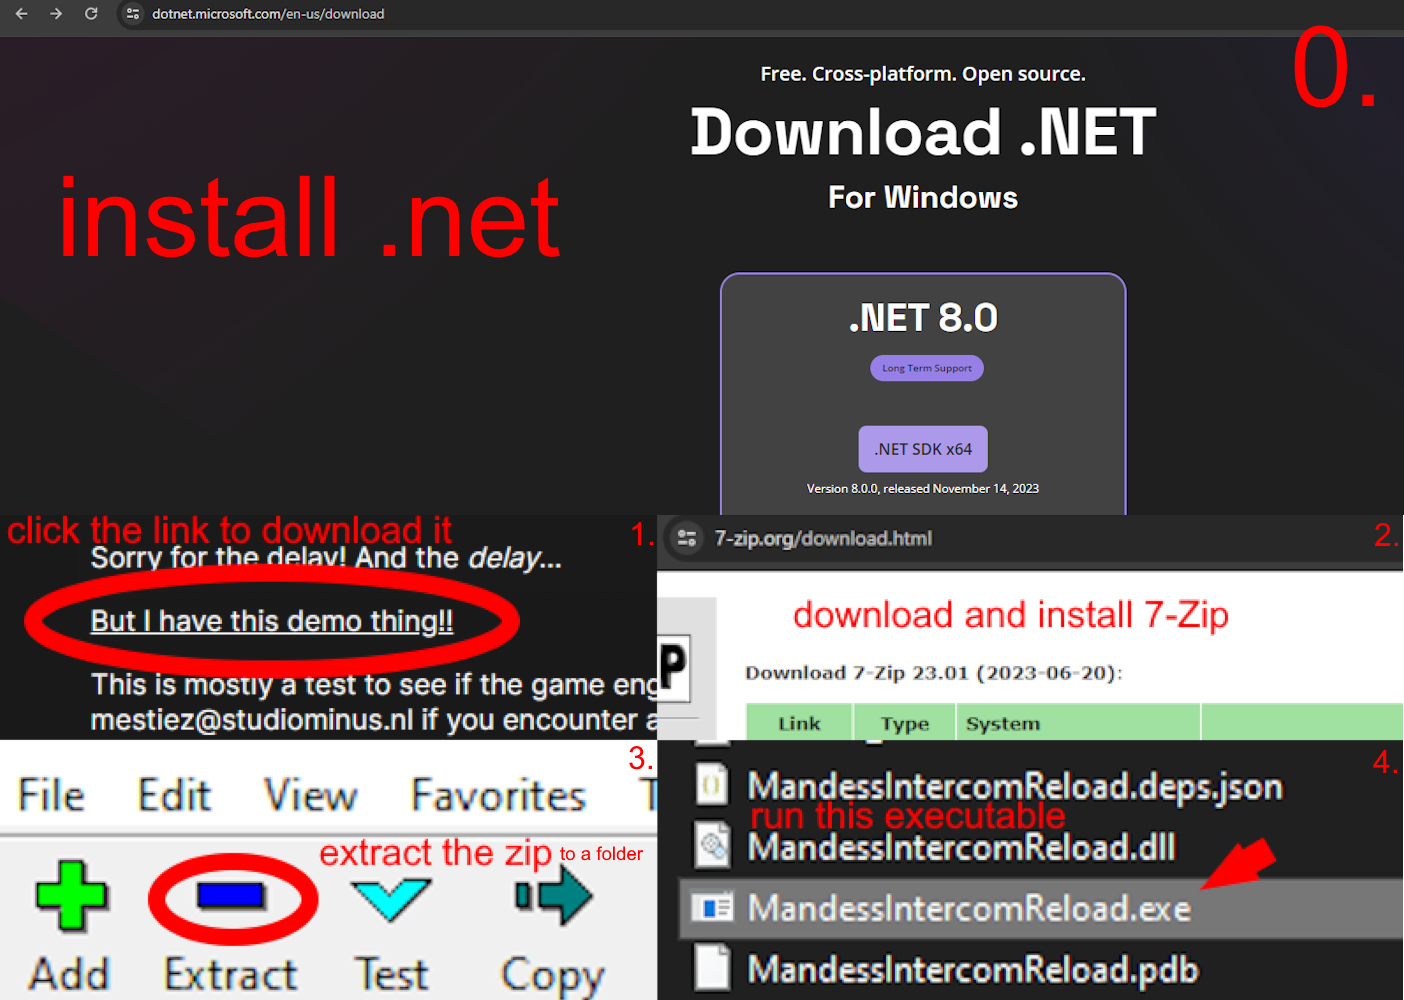 dotnet.microsoft.com/en-us/download
0.
Free. Cross-platform. Open source.
Download .NET
For Windows
install .net
.NET 8.0
Long Term Support
.NET SDK x64
Version 8.0.0, released November 14, 2023
click the link to download it
1.
Sorry for the delay! And the delay...
But I have this demo thing!!
This is mostly a test to see if the game eng
mestiez@studiominus.nl if you encounter a
7-zip.org/download.html
2.
download and install 7-Zip
P
Download 7-Zip 23.01 (2023-06-20):
Link Type System
3.
File Edit View Favorites T
extract the zip to a folder
Add Extract Test Copy
4.
MandessIntercomReload.deps.json
run this executable
MandessIntercomReload.dll
MandessIntercomReload.exe
MandessIntercomReload.pdb